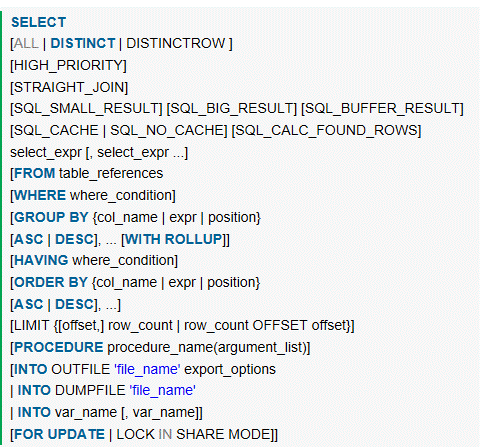 SELECT
[ALL | DISTINCT | DISTINCTROW ]
[HIGH_PRIORITY]
[STRAIGHT_JOIN]
[SQL_SMALL_RESULT] [SQL_BIG_RESULT] [SQL_BUFFER_RESULT]
[SQL_CACHE | SQL_NO_CACHE] [SQL_CALC_FOUND_ROWS]
select_expr [, select_expr ...]
[FROM table_references
[WHERE where_condition]
[GROUP BY {col_name | expr | position}
[ASC | DESC], ... [WITH ROLLUP]]
[HAVING where_condition]
[ORDER BY {col_name | expr | position}
[ASC | DESC], ...]
[LIMIT {[offset,] row_count | row_count OFFSET offset}]
[PROCEDURE procedure_name(argument_list)]
[INTO OUTFILE 'file_name' export_options
| INTO DUMPFILE 'file_name'
| INTO var_name [, var_name]]
[FOR UPDATE | LOCK IN SHARE MODE]]